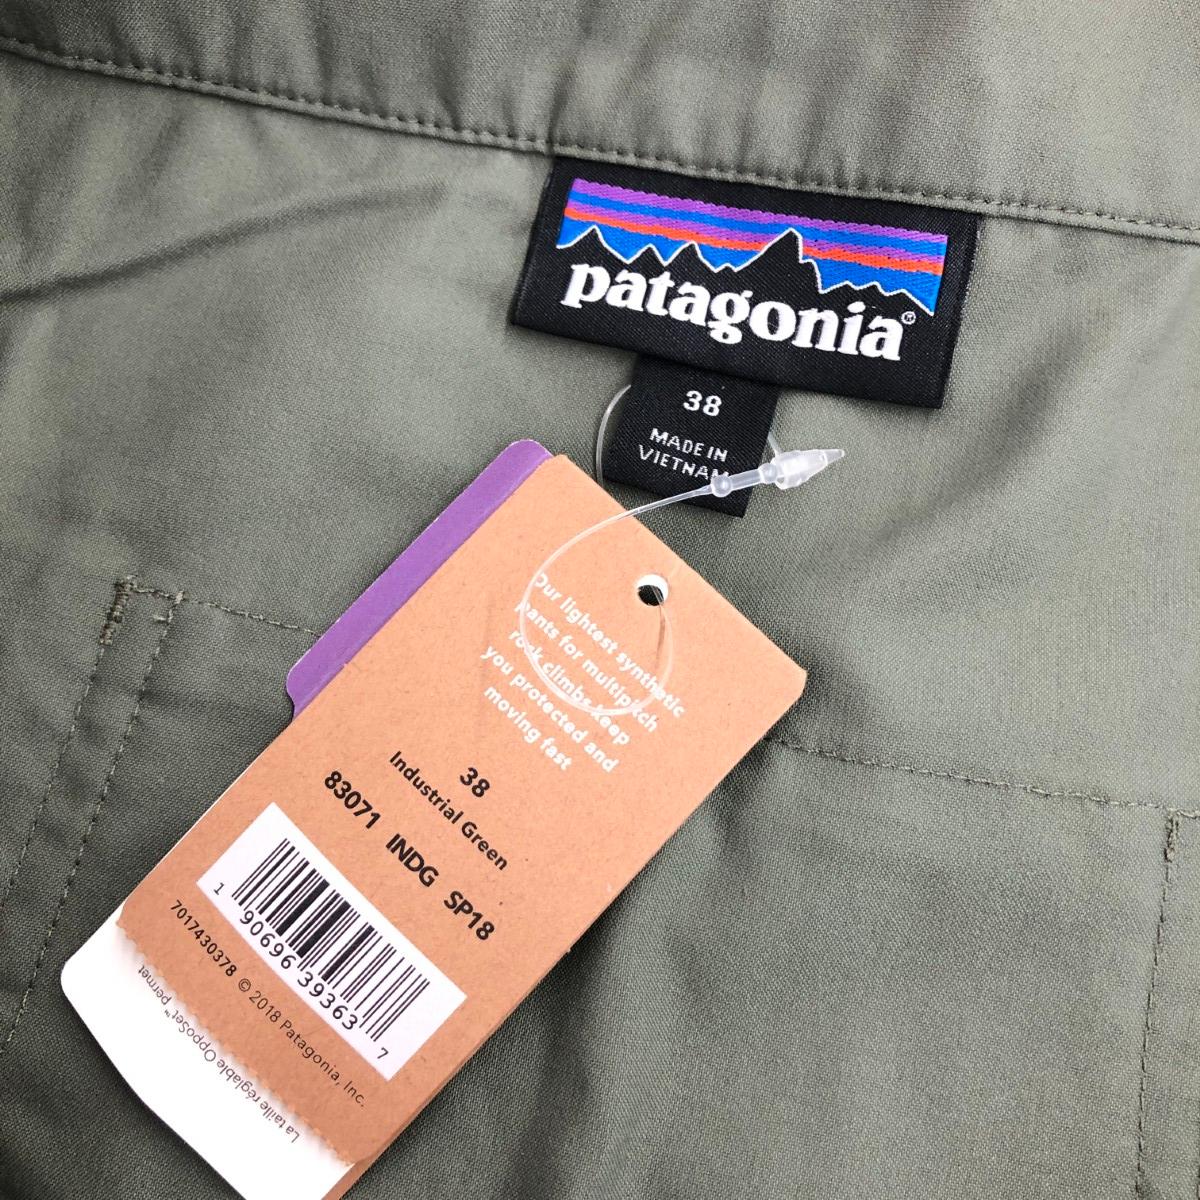 patagonia®
38
MADE IN
VIETNAM
Our lightest synthetic
pants for multipitch
rock climbs keep
you protected and
moving fast
38
Industrial Green
83071 INDG SP18
1 90696 39363 7
7017430378 © 2018 Patagonia, Inc.
La taille réglable OppoSet™ permet